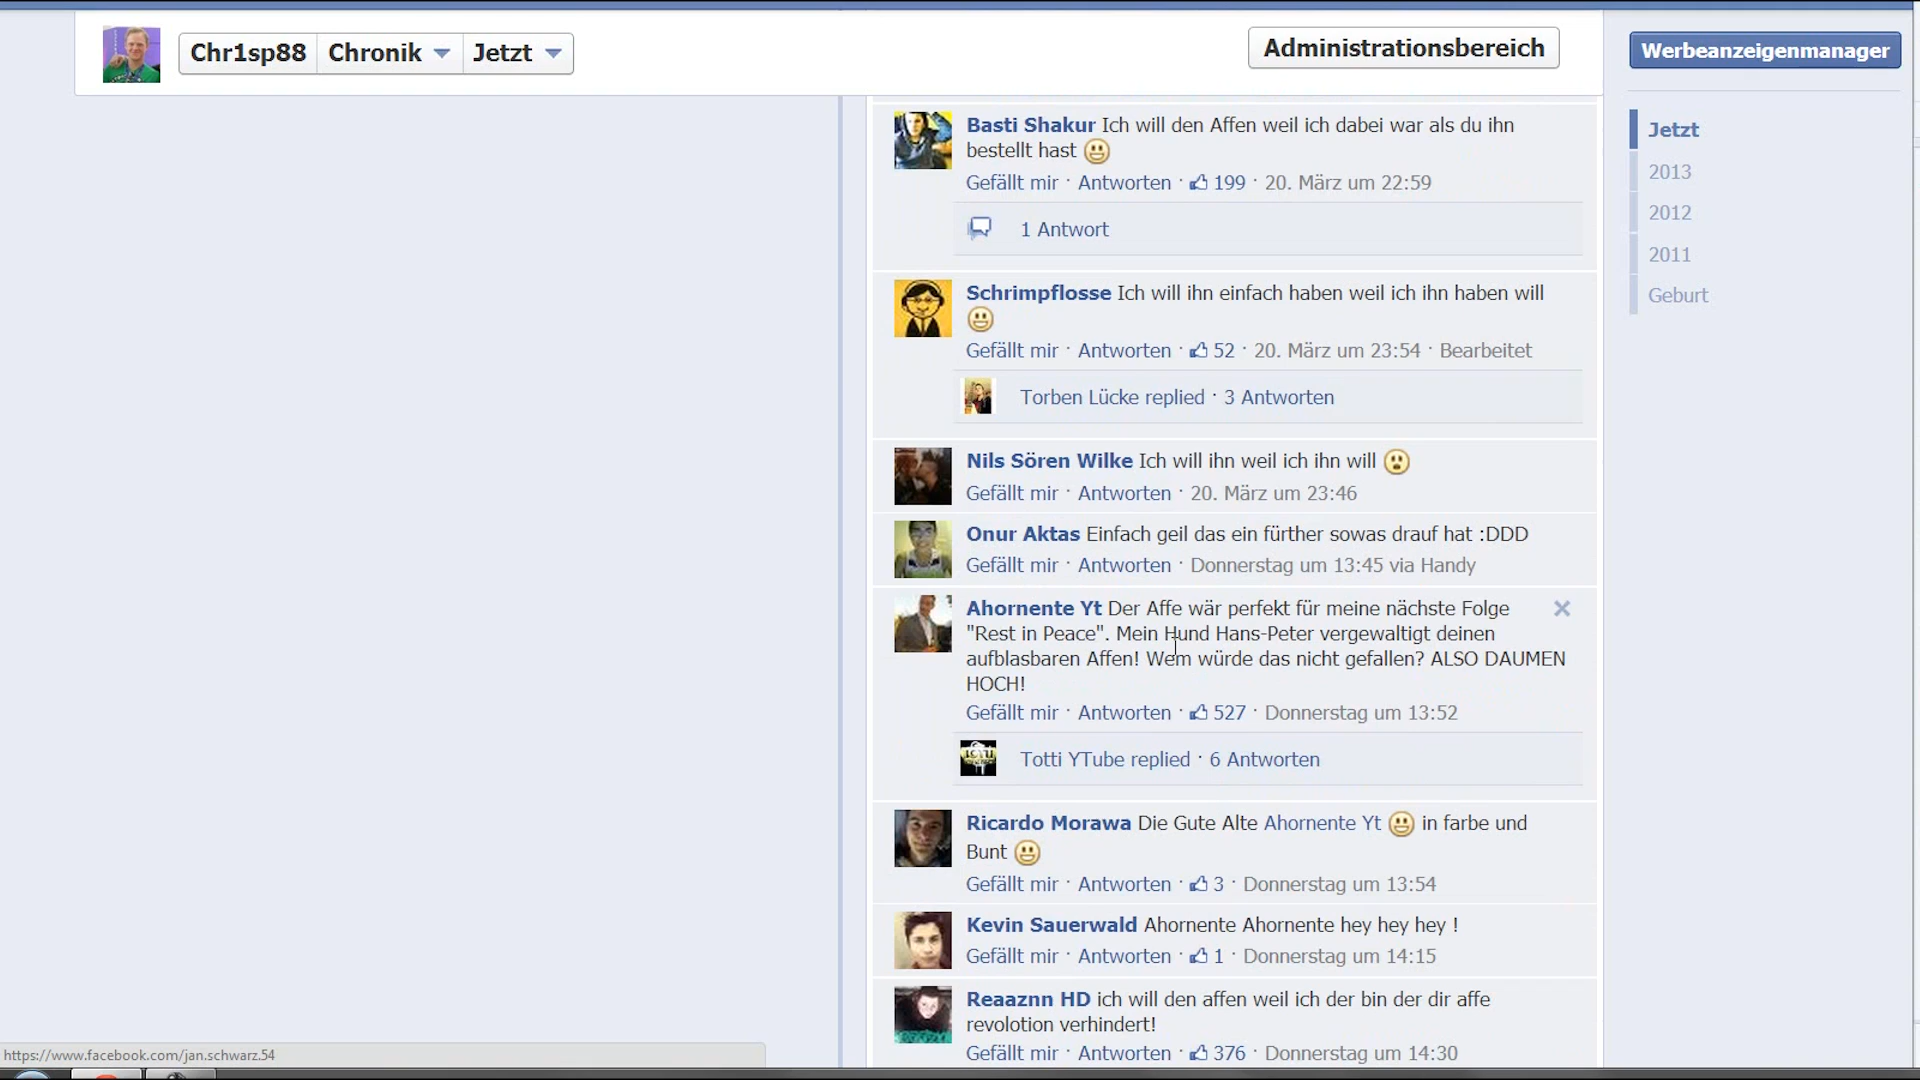 Chr1sp88 Chronik Jetzt Administrationsbereich Werbeanzeigenmanager
Jetzt
2013
2012
2011
Geburt
Basti Shakur Ich will den Affen weil ich dabei war als du ihn
bestellt hast
Gefällt mir · Antworten · 199 · 20. März um 22:59
1 Antwort
Schrimpflosse Ich will ihn einfach haben weil ich ihn haben will
Gefällt mir · Antworten · 52 · 20. März um 23:54 · Bearbeitet
Torben Lücke replied · 3 Antworten
Nils Sören Wilke Ich will ihn weil ich ihn will
Gefällt mir · Antworten · 20. März um 23:46
Onur Aktas Einfach geil das ein fürther sowas drauf hat :DDD
Gefällt mir · Antworten · Donnerstag um 13:45 via Handy
Ahornente Yt Der Affe wär perfekt für meine nächste Folge
"Rest in Peace". Mein Hund Hans-Peter vergewaltigt deinen
aufblasbaren Affen! Wem würde das nicht gefallen? ALSO DAUMEN
HOCH!
Gefällt mir · Antworten · 527 · Donnerstag um 13:52
Totti YTube replied · 6 Antworten
Ricardo Morawa Die Gute Alte Ahornente Yt in farbe und
Bunt
Gefällt mir · Antworten · 3 · Donnerstag um 13:54
Kevin Sauerwald Ahornente Ahornente hey hey hey !
Gefällt mir · Antworten · 1 · Donnerstag um 14:15
Reaaznn HD ich will den affen weil ich der bin der dir affe
revolotion verhindert!
Gefällt mir · Antworten · 376 · Donnerstag um 14:30
https://www.facebook.com/jan.schwarz.54